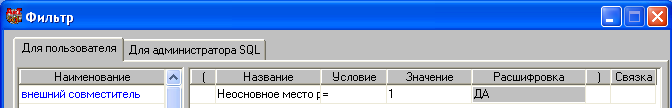 Фильтр
Для пользователя Для администратора SQL
Наименование ( Название Условие Значение Расшифровка ) Связка
внешний совместитель Неосновное место р = 1 ДА